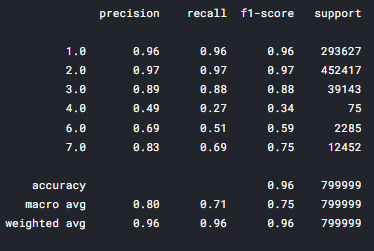 precision recall f1-score support
1.0 0.96 0.96 0.96 293627
2.0 0.97 0.97 0.97 452417
3.0 0.89 0.88 0.88 39143
4.0 0.49 0.27 0.34 75
6.0 0.69 0.51 0.59 2285
7.0 0.83 0.69 0.75 12452
accuracy 0.96 799999
macro avg 0.80 0.71 0.75 799999
weighted avg 0.96 0.96 0.96 799999